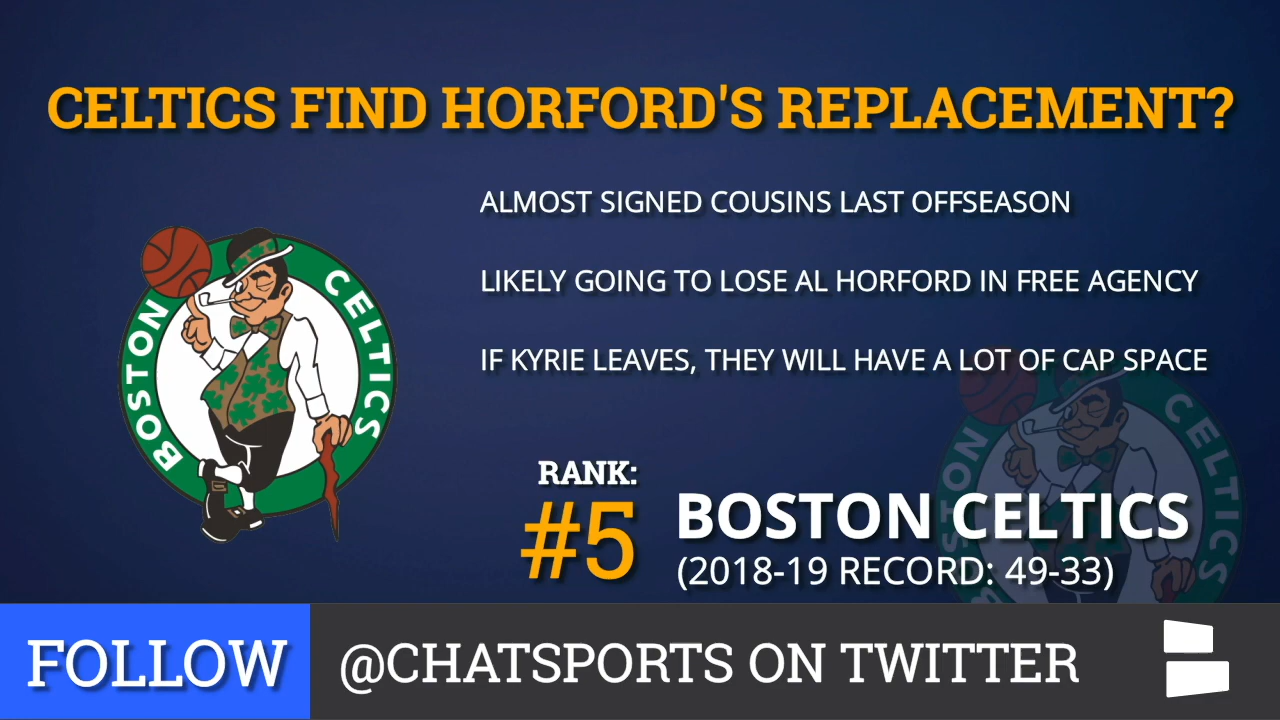 CELTICS FIND HORFORD'S REPLACEMENT?
ALMOST SIGNED COUSINS LAST OFFSEASON
LIKELY GOING TO LOSE AL HORFORD IN FREE AGENCY
IF KYRIE LEAVES, THEY WILL HAVE A LOT OF CAP SPACE
BOSTON CELTICS
RANK:
#5
BOSTON CELTICS
(2018-19 RECORD: 49-33)
BOSTON CELTICS
FOLLOW
@CHATSPORTS ON TWITTER